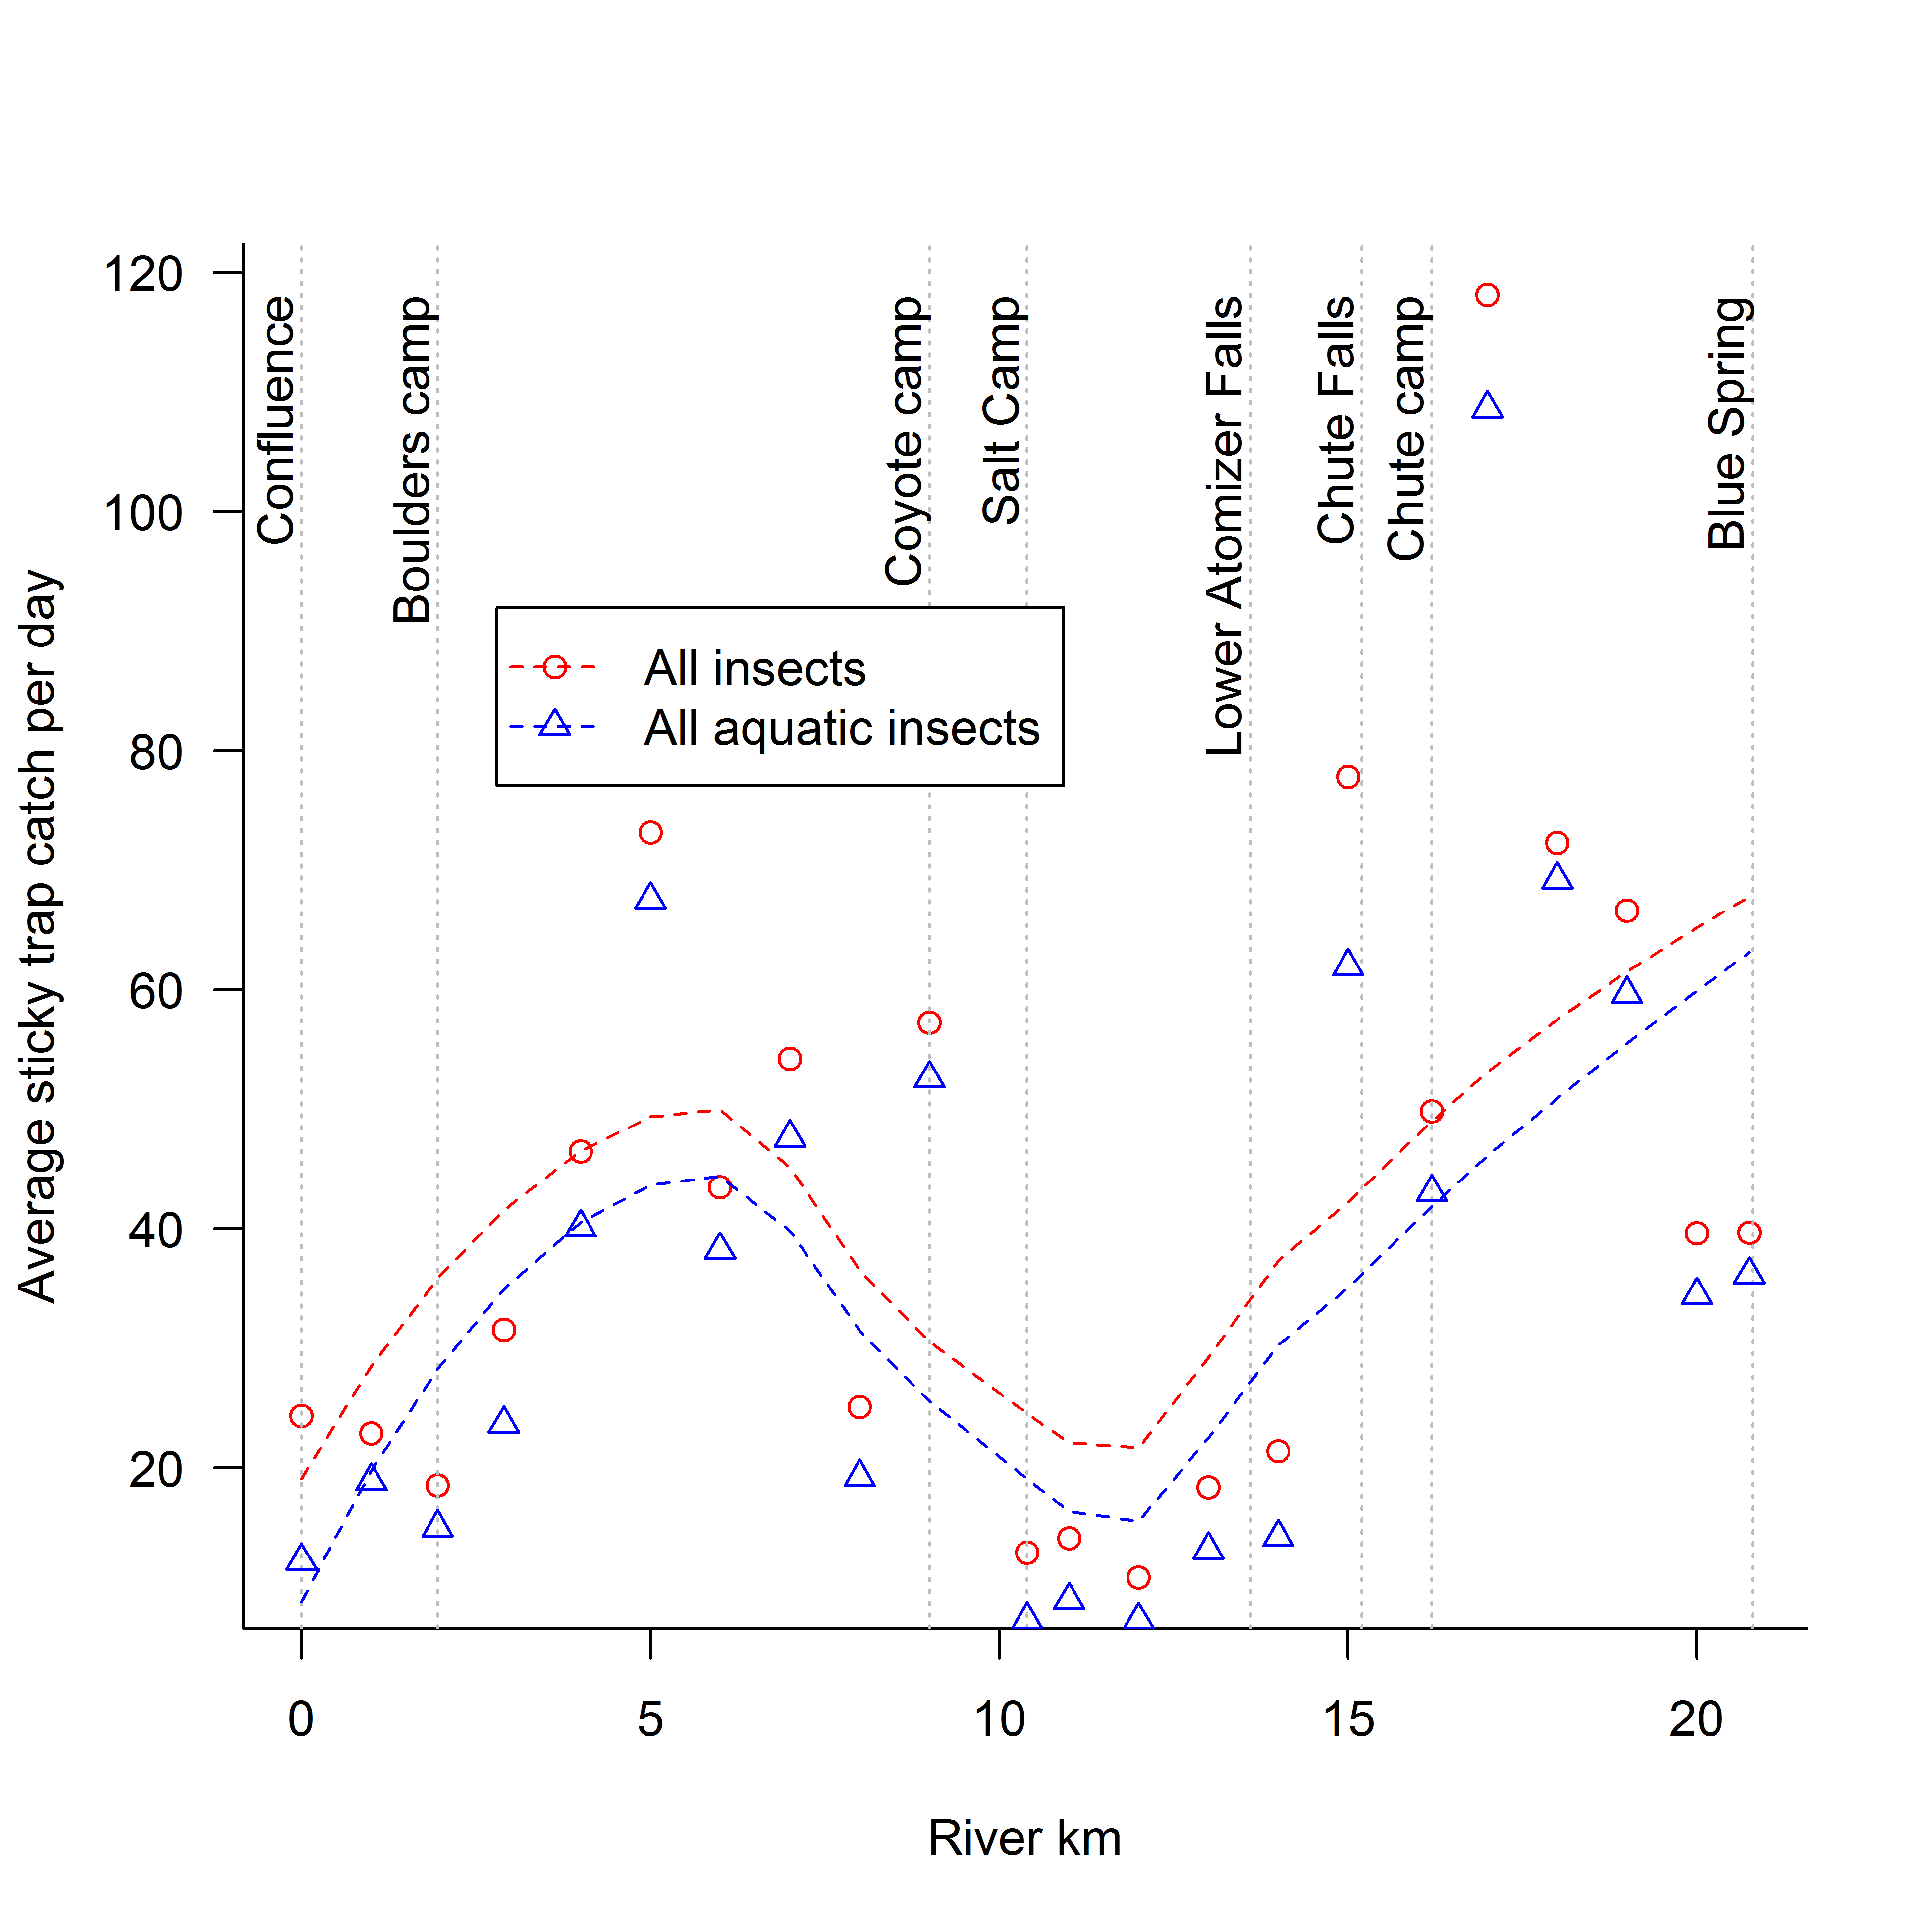 Average sticky trap catch per day
120
100
80
60
40
20
Confluence
Boulders camp
Coyote camp
Salt Camp
Lower Atomizer Falls
Chute Falls
Chute camp
Blue Spring
All insects
All aquatic insects
0
5
10
15
20
River km